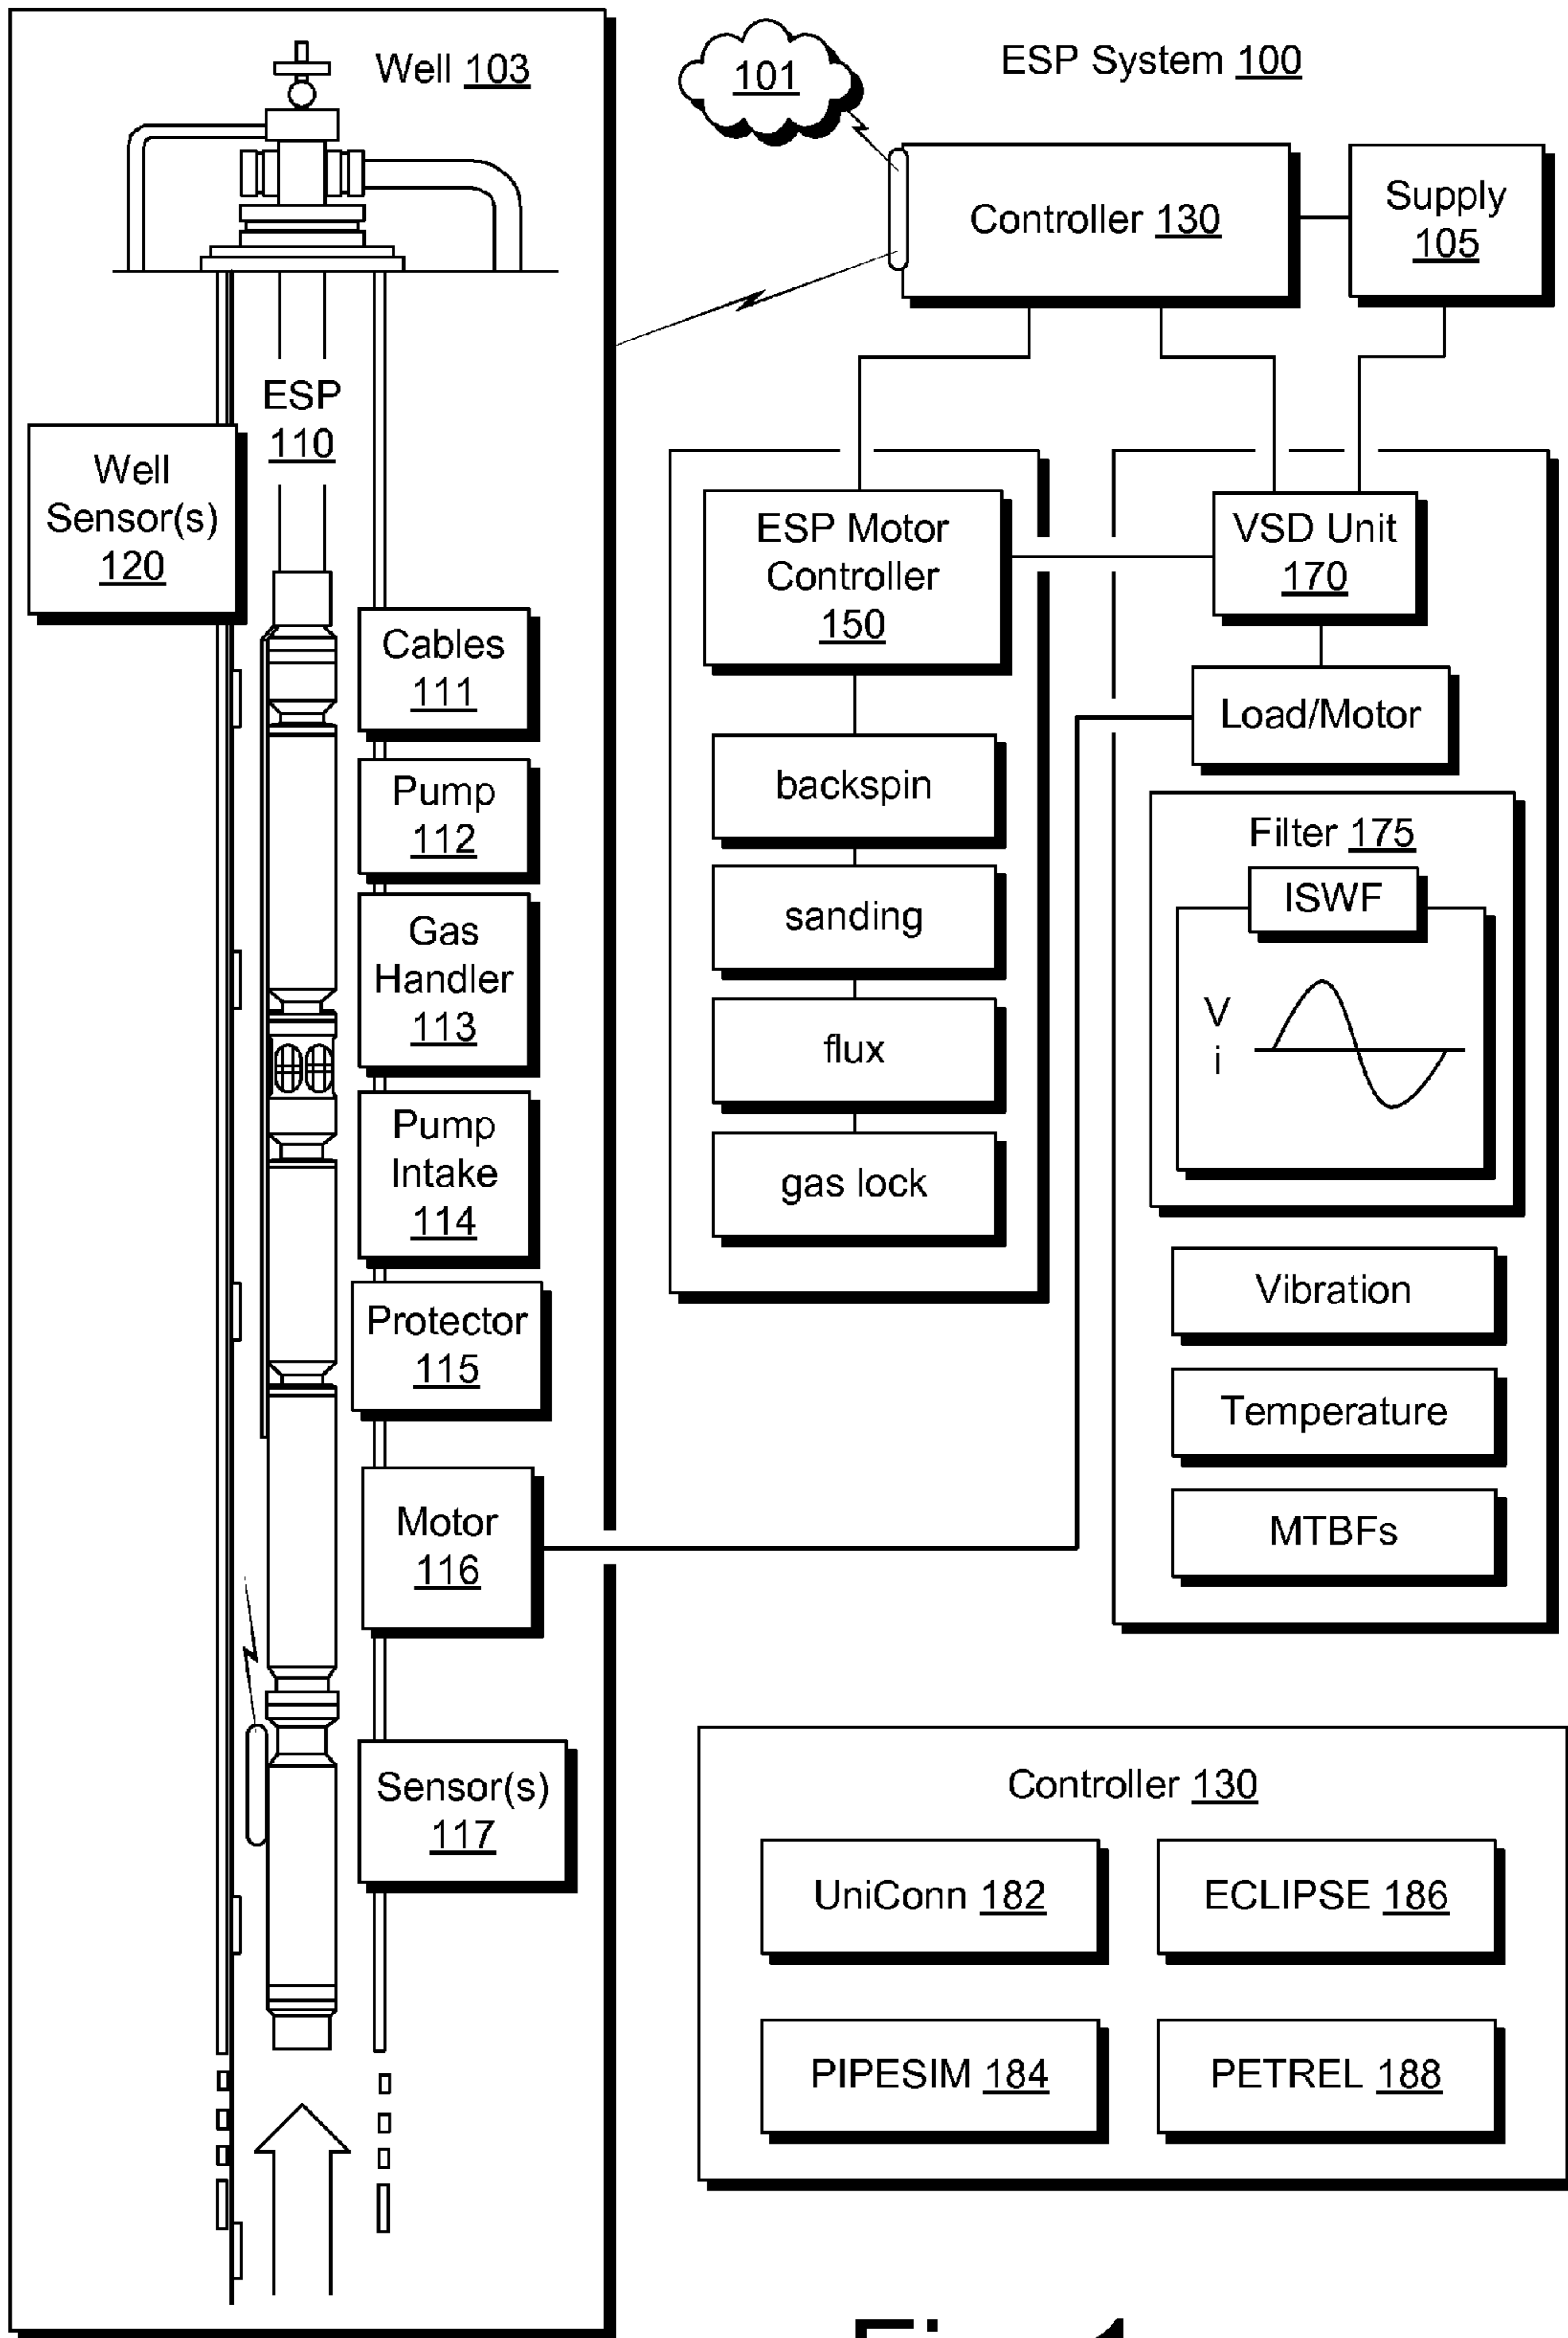 Well 103
101
ESP System 100
Controller 130
Supply
105
ESP
110
Well
Sensor(s)
120
Cables
111
Pump
112
Gas
Handler
113
Pump
Intake
114
Protector
115
Motor
116
Sensor(s)
117
ESP Motor
Controller
150
backspin
sanding
flux
gas lock
VSD Unit
170
Load/Motor
Filter 175
ISWF
V
i
Vibration
Temperature
MTBFs
Controller 130
UniConn 182
ECLIPSE 186
PIPESIM 184
PETREL 188